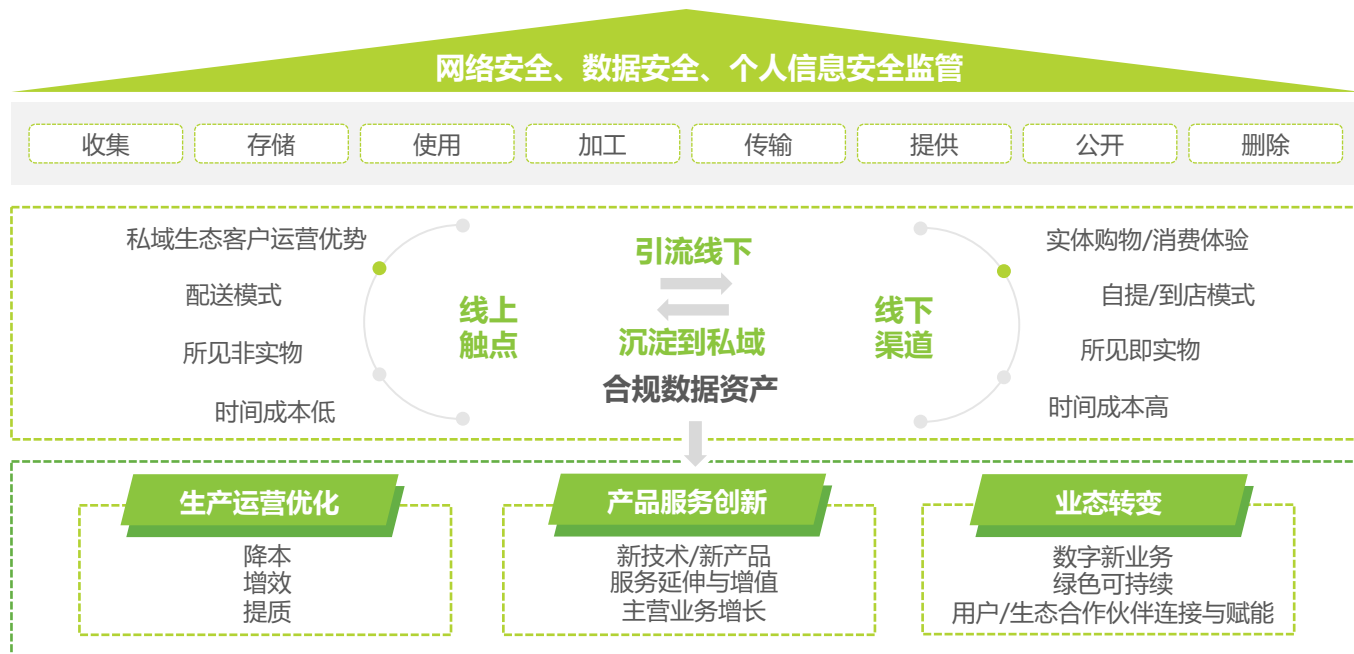 网络安全、数据安全、个人信息安全监管
收集
存储
使用
加工
传输
提供
公开
删除
私域生态客户运营优势
配送模式
所见非实物
时间成本低
线上
触点
引流线下
沉淀到私域
合规数据资产
线下
渠道
实体购物/消费体验
自提/到店模式
所见即实物
时间成本高
生产运营优化
降本
增效
提质
产品服务创新
新技术/新产品
服务延伸与增值
主营业务增长
业态转变
数字新业务
绿色可持续
用户/生态合作伙伴连接与赋能